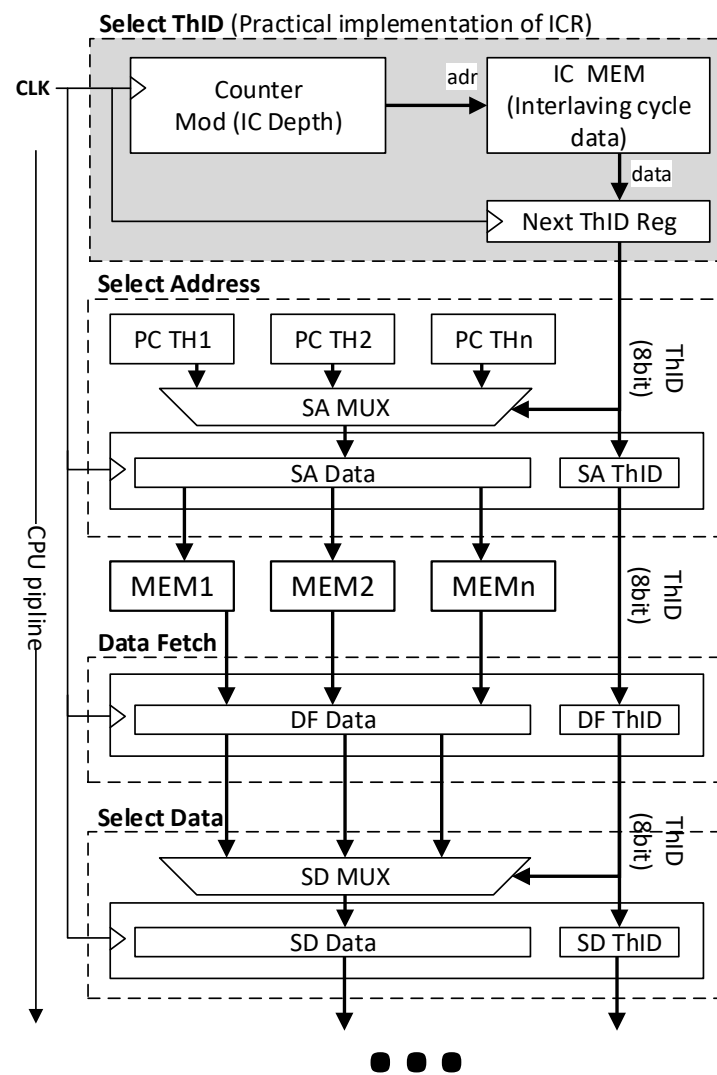 Select ThID (Practical implementation of ICR)
CLK
Counter
Mod (IC Depth)
adr
IC MEM
(Interlaving cycle
data)
data
Next ThID Reg
Select Address
PC TH1
PC TH2
PC THn
ThID
(8bit)
SA MUX
SA Data
SA ThID
CPU pipline
MEM1
MEM2
MEMn
ThID
(8bit)
Data Fetch
DF Data
DF ThID
Select Data
ThID
(8bit)
SD MUX
SD Data
SD ThID